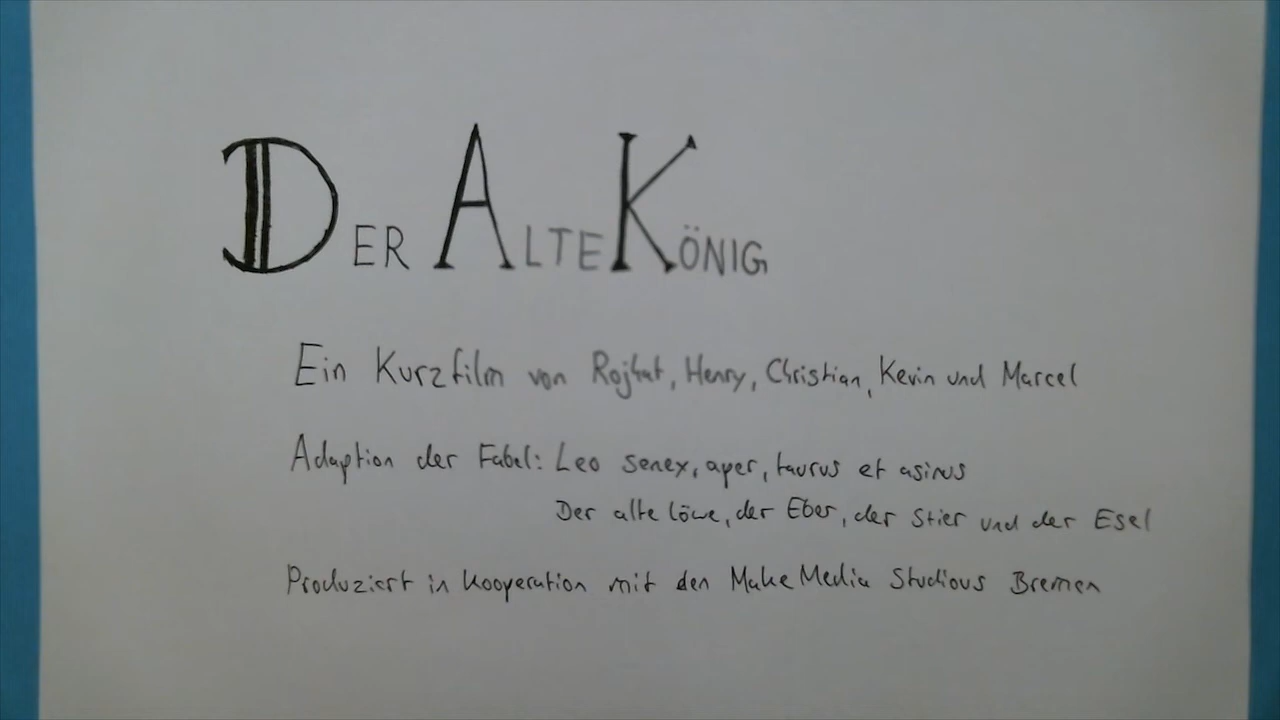 DER ALTE KÖNIG
Ein Kurzfilm von Rojhat, Henry, Christian, Kevin und Marcel
Adaption der Fabel: Leo senex, aper, taurus et asinus
Der alte Löwe, der Eber, der Stier und der Esel
Produziert in Kooperation mit den MakeMedia Studious Bremen